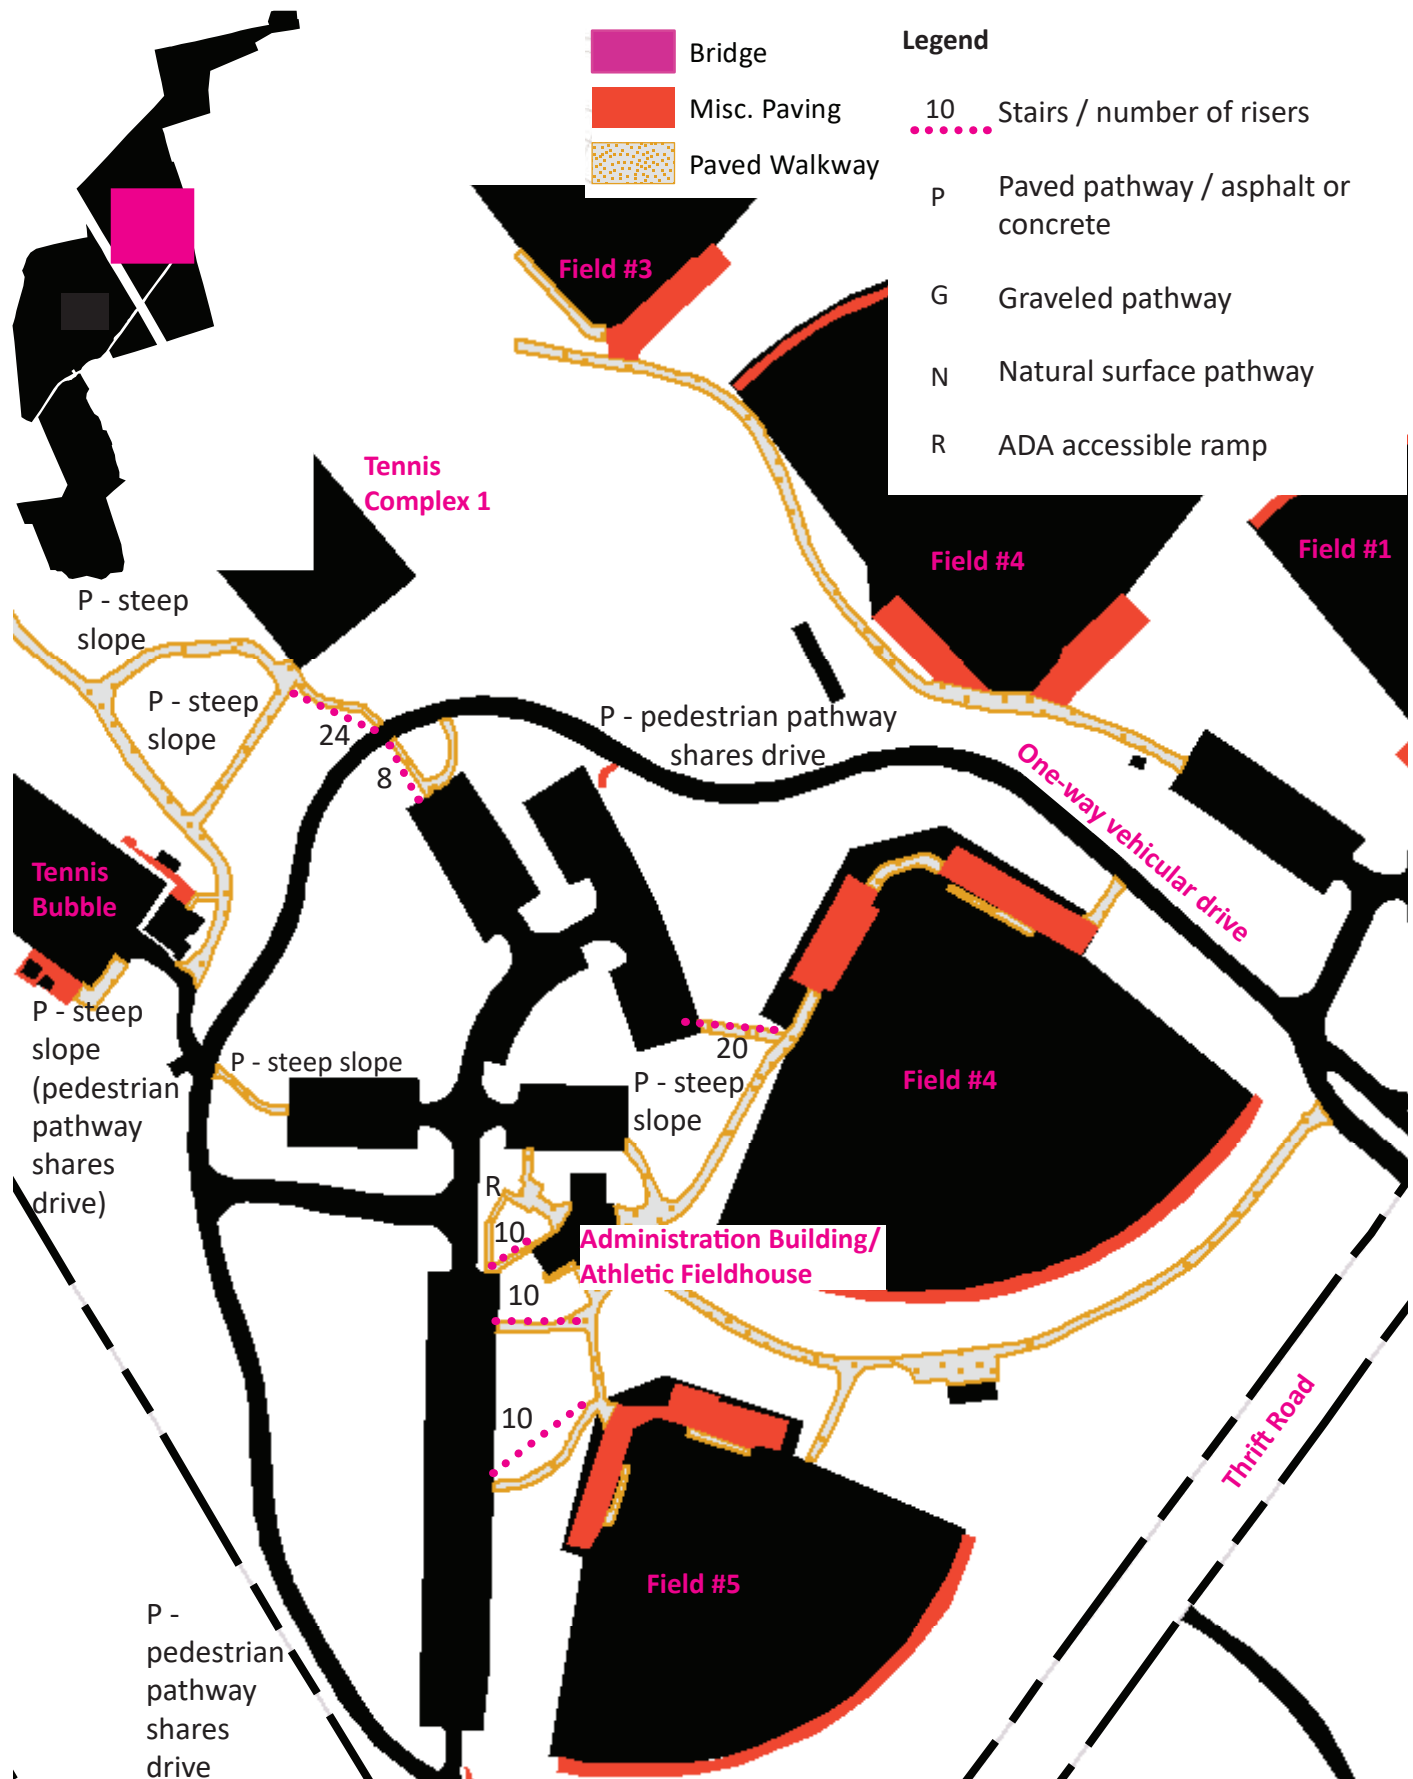 Legend
Bridge
Misc. Paving
Paved Walkway
10
Stairs / number of risers
P
Paved pathway / asphalt or
concrete
G
Graveled pathway
N
Natural surface pathway
R
ADA accessible ramp
Field #3
Tennis
Complex 1
Field #4
Field #1
P - steep
slope
P - steep
slope
24
8
P - pedestrian pathway
shares drive
One-way vehicular drive
Tennis
Bubble
P - steep
slope
(pedestrian
pathway
shares
drive)
P - steep slope
20
P - steep
slope
Field #4
R
10
Administration Building/
Athletic Fieldhouse
10
10
Thrift Road
Field #5
P -
pedestrian
pathway
shares
drive